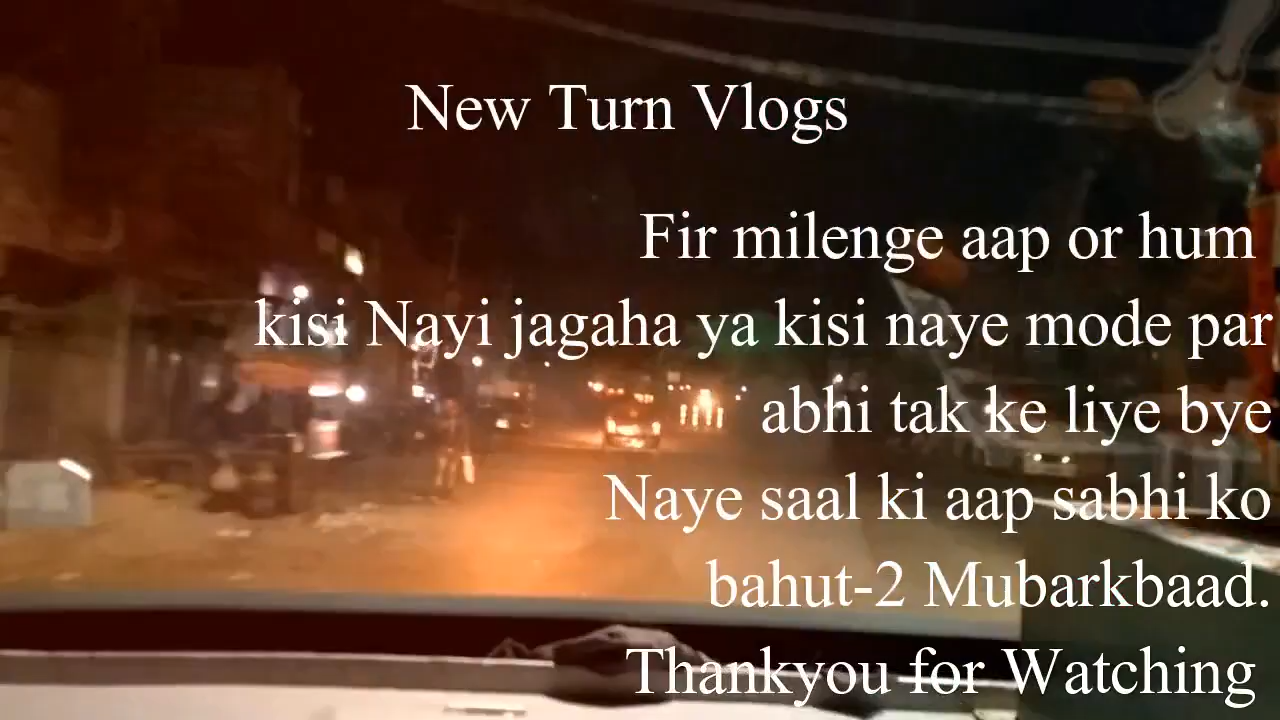 New Turn Vlogs
Fir milenge aap or hum
kisi Nayi jagaha ya kisi naye mode par
abhi tak ke liye bye
Naye saal ki aap sabhi ko
bahut-2 Mubarkbaad.
Thankyou for Watching